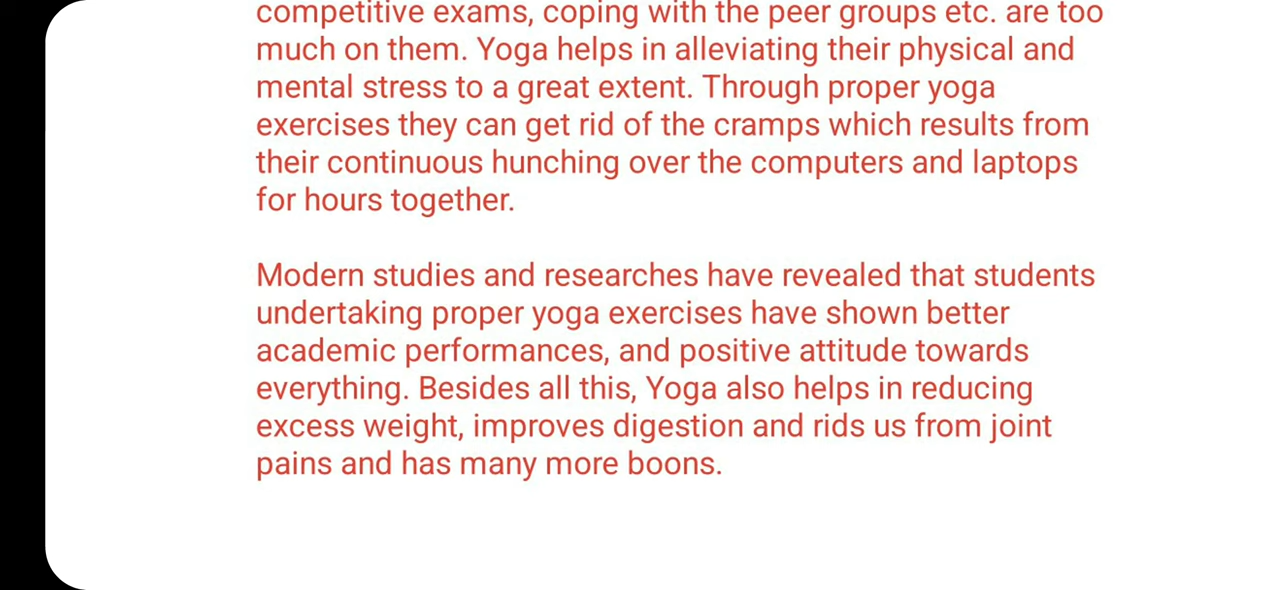 competitive exams, coping with the peer groups etc. are too
much on them. Yoga helps in alleviating their physical and
mental stress to a great extent. Through proper yoga
exercises they can get rid of the cramps which results from
their continuous hunching over the computers and laptops
for hours together.
Modern studies and researches have revealed that students
undertaking proper yoga exercises have shown better
academic performances, and positive attitude towards
everything. Besides all this, Yoga also helps in reducing
excess weight, improves digestion and rids us from joint
pains and has many more boons.